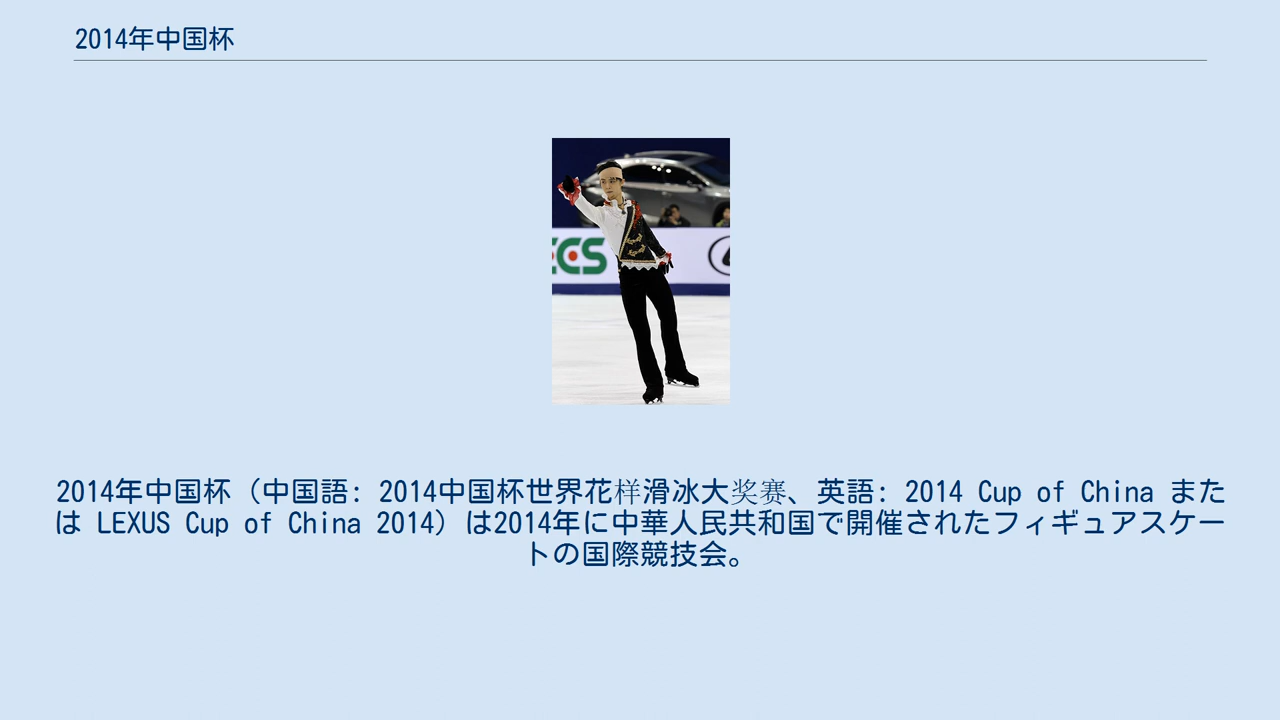 2014年中国杯
ECS
2014年中国杯（中国語: 2014中国杯世界花样滑冰大奖赛、英語: 2014 Cup of China また
は LEXUS Cup of China 2014）は2014年に中華人民共和国で開催されたフィギュアスケー
トの国際競技会。